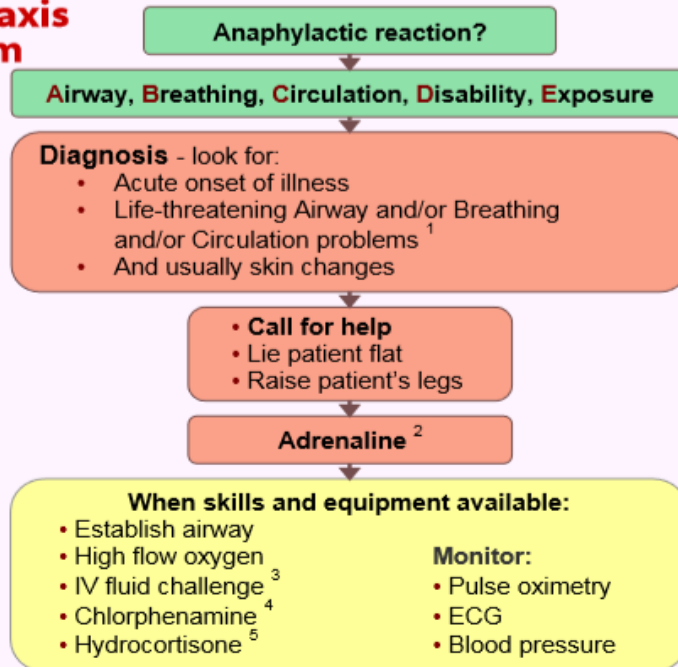 axis
m
Anaphylactic reaction?
Airway, Breathing, Circulation, Disability, Exposure
Diagnosis - look for:
• Acute onset of illness
• Life-threatening Airway and/or Breathing
and/or Circulation problems 1
• And usually skin changes
• Call for help
• Lie patient flat
• Raise patient's legs
Adrenaline 2
When skills and equipment available:
• Establish airway
• High flow oxygen
• IV fluid challenge 3
• Chlorphenamine 4
• Hydrocortisone 5
Monitor:
• Pulse oximetry
• ECG
• Blood pressure